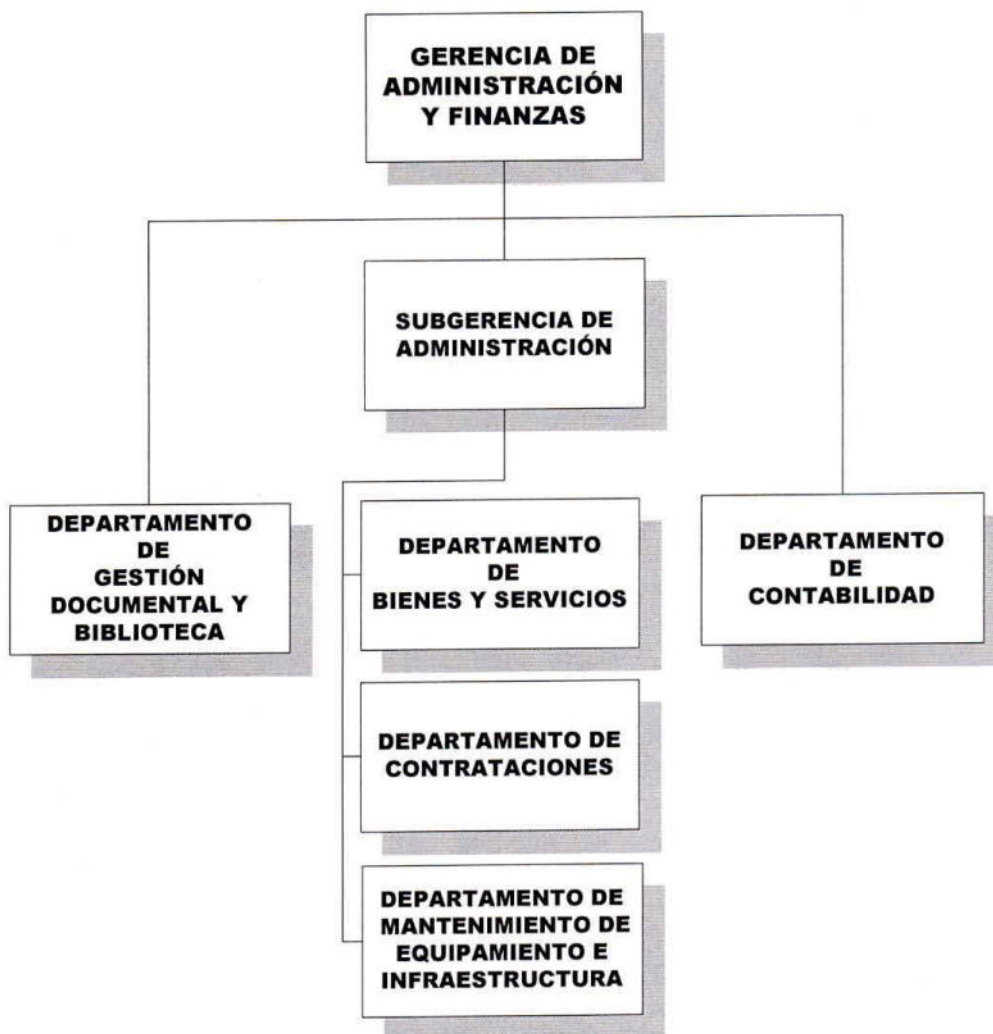 GERENCIA DE
ADMINISTRACIÓN
Y FINANZAS
SUBGERENCIA DE
ADMINISTRACIÓN
DEPARTAMENTO
DE
GESTIÓN
DOCUMENTAL Y
BIBLIOTECA
DEPARTAMENTO
DE
BIENES Y SERVICIOS
DEPARTAMENTO
DE
CONTABILIDAD
DEPARTAMENTO DE
CONTRATACIONES
DEPARTAMENTO DE
MANTENIMIENTO DE
EQUIPAMIENTO E
INFRAESTRUCTURA